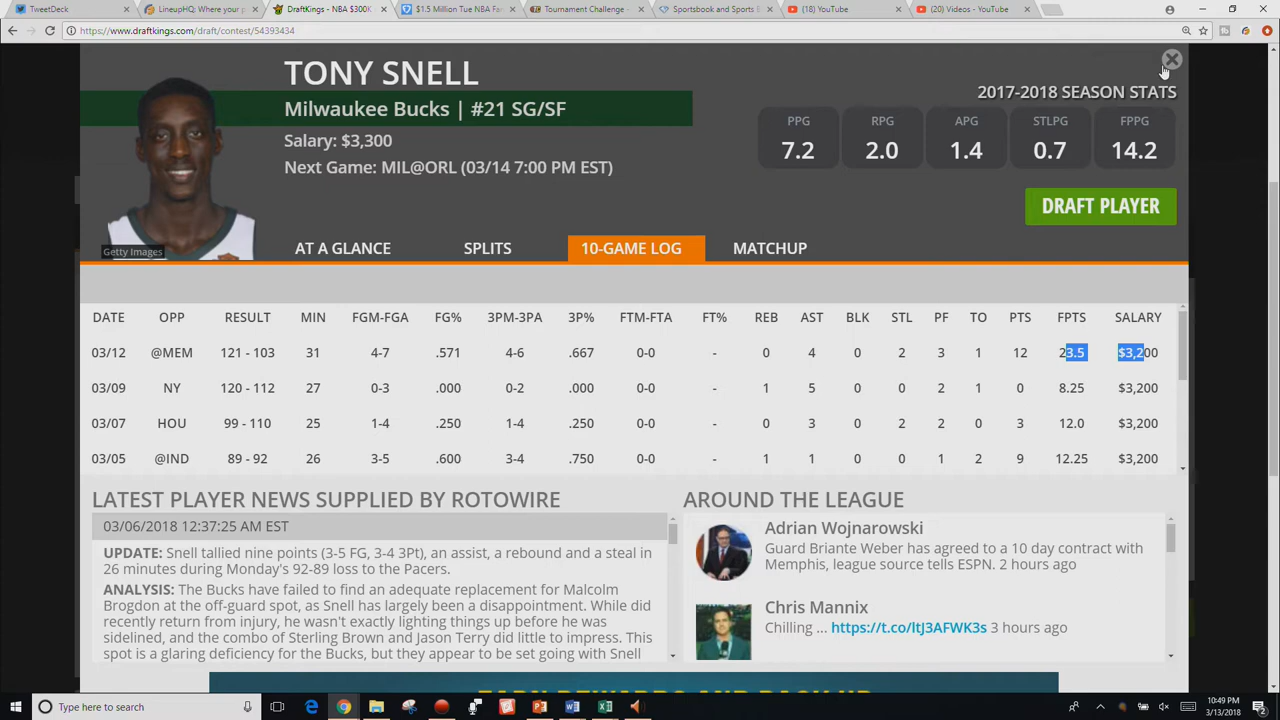 TweetDeck
LineupHQ: Where your p
DraftKings - NBA $300K
$1.5 Million Tue NBA Fan
Tournament Challenge -
Sportsbook and Sports B
(18) YouTube
(20) Videos - YouTube
https://www.draftkings.com/draft/contest/54393434
TONY SNELL
Milwaukee Bucks | #21 SG/SF
Salary: $3,300
Next Game: MIL@ORL (03/14 7:00 PM EST)
Getty Images
2017-2018 SEASON STATS
PPG RPG APG STLPG FPPG
7.2 2.0 1.4 0.7 14.2
DRAFT PLAYER
AT A GLANCE SPLITS 10-GAME LOG MATCHUP
DATE OPP RESULT MIN FGM-FGA FG% 3PM-3PA 3P% FTM-FTA FT% REB AST BLK STL PF TO PTS FPTS SALARY
03/12 @MEM 121 - 103 31 4-7 .571 4-6 .667 0-0 - 0 4 0 2 3 1 12 23.5 $3,200
03/09 NY 120 - 112 27 0-3 .000 0-2 .000 0-0 - 1 5 0 0 2 1 0 8.25 $3,200
03/07 HOU 99 - 110 25 1-4 .250 1-4 .250 0-0 - 0 3 0 2 2 0 3 12.0 $3,200
03/05 @IND 89 - 92 26 3-5 .600 3-4 .750 0-0 - 1 1 0 0 1 2 9 12.25 $3,200
LATEST PLAYER NEWS SUPPLIED BY ROTOWIRE
03/06/2018 12:37:25 AM EST
UPDATE: Snell tallied nine points (3-5 FG, 3-4 3Pt), an assist, a rebound and a steal in
26 minutes during Monday's 92-89 loss to the Pacers.
ANALYSIS: The Bucks have failed to find an adequate replacement for Malcolm
Brogdon at the off-guard spot, as Snell has largely been a disappointment. While did
recently return from injury, he wasn't exactly lighting things up before he was
sidelined, and the combo of Sterling Brown and Jason Terry did little to impress. This
spot is a glaring deficiency for the Bucks, but they appear to be set going with Snell
AROUND THE LEAGUE
Adrian Wojnarowski
Guard Briante Weber has agreed to a 10 day contract with
Memphis, league source tells ESPN. 2 hours ago
Chris Mannix
Chilling ... https://t.co/ltJ3AFWK3s 3 hours ago
EARN REWARDS AND BACK UP
Type here to search
10:49 PM
3/13/2018
2